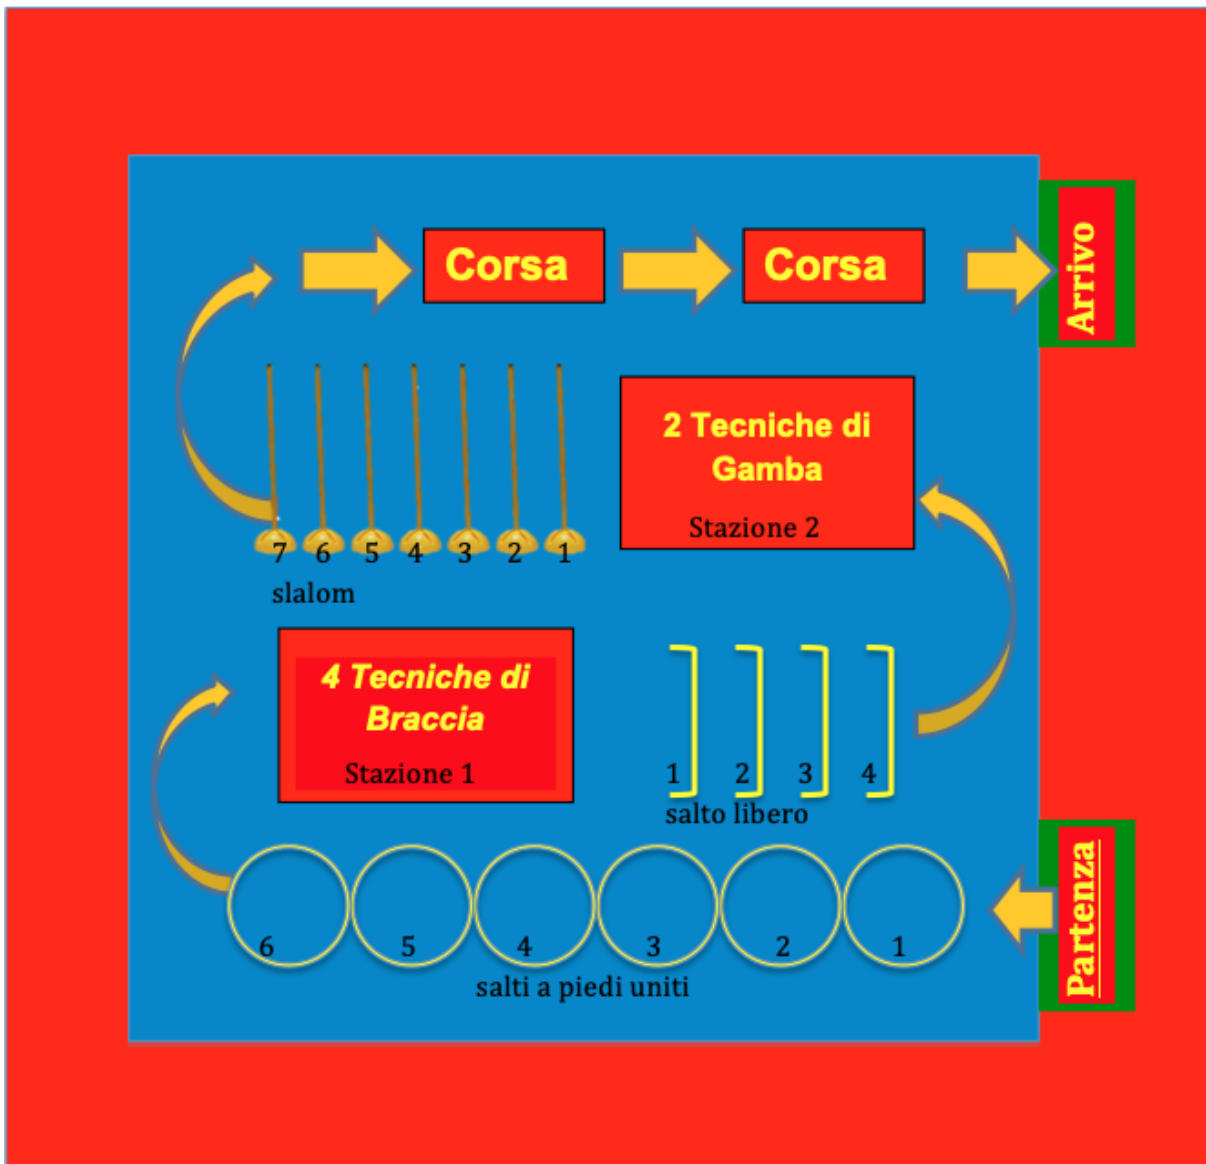 Corsa
Corsa
Arrivo
2 Tecniche di
Gamba
Stazione 2
7 6 5 4 3 2 1
slalom
4 Tecniche di
Braccia
Stazione 1
1 2 3 4
salto libero
Partenza
6 5 4 3 2 1
salti a piedi uniti